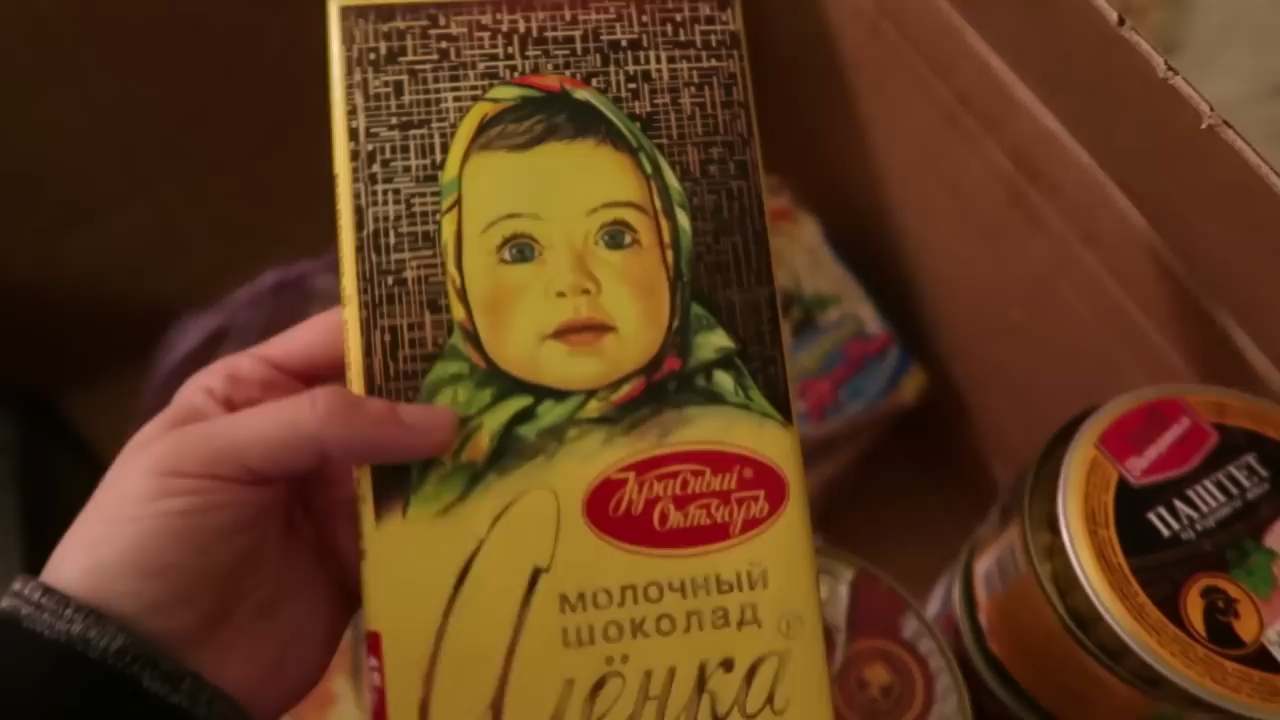 Красный
Октябрь
МОЛОЧНЫЙ
ШОКОЛАД
Алёнка
ПАШТЕТ